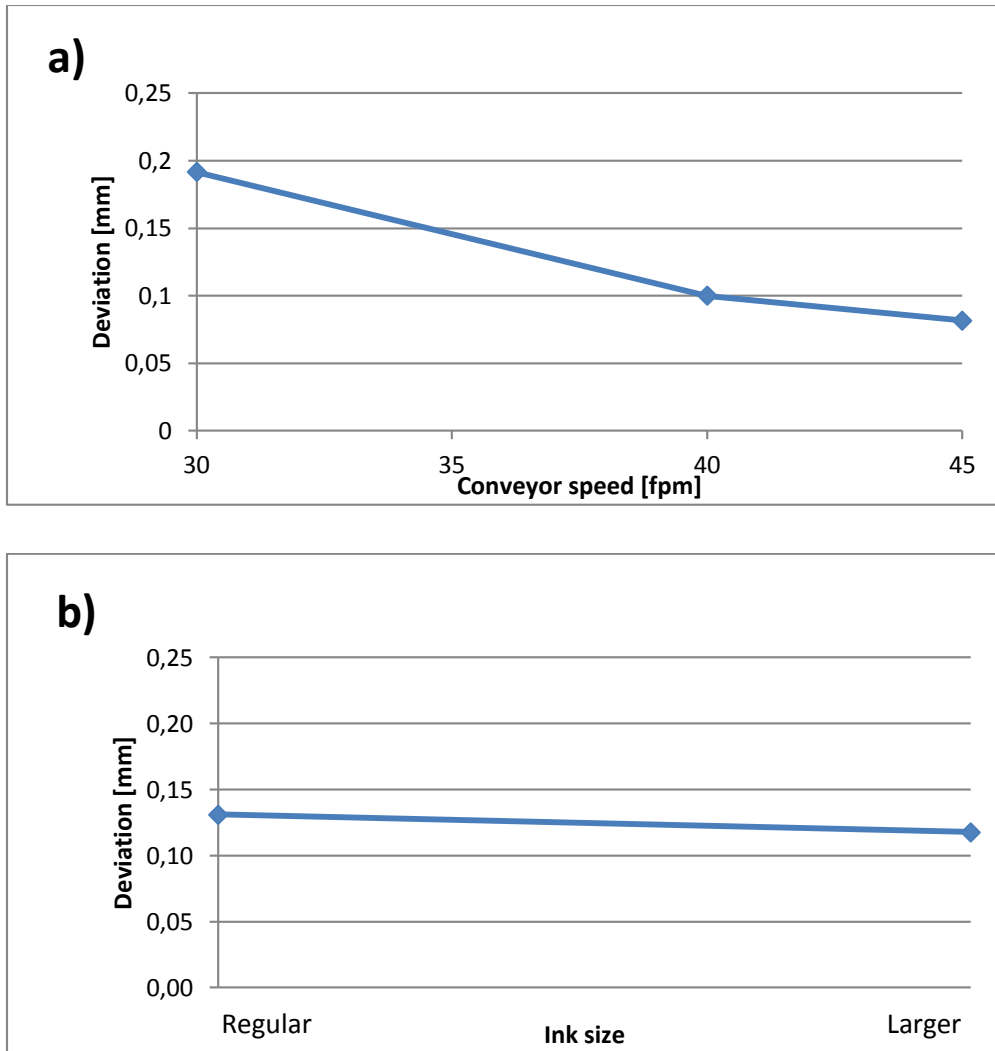 a)
0,25
0,2
0,15
0,1
0,05
0
Deviation [mm]
30 35 40 45
Conveyor speed [fpm]
b)
0,25
0,20
0,15
0,10
0,05
0,00
Deviation [mm]
Regular Larger
Ink size